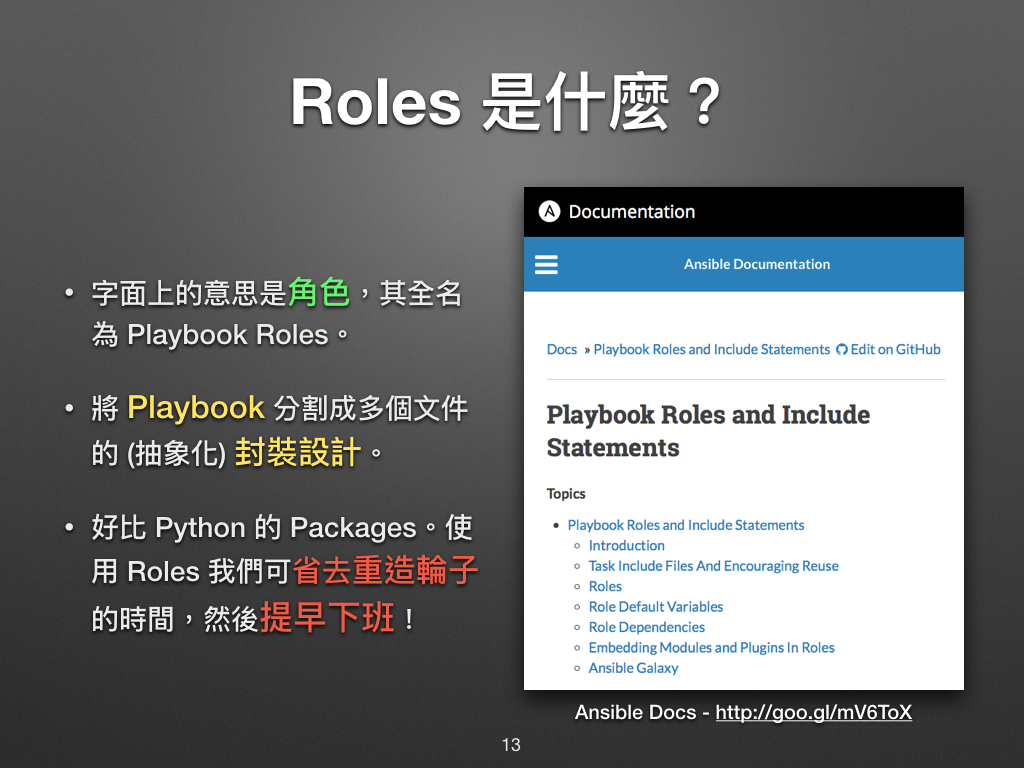 Roles 是什麼？
• 字面上的意思是角色，其全名
為 Playbook Roles。
• 將 Playbook 分割成多個文件
的 (抽象化) 封裝設計。
• 好比 Python 的 Packages。使
用 Roles 我們可省去重造輪子
的時間，然後提早下班！
Documentation
Ansible Documentation
Docs » Playbook Roles and Include Statements Edit on GitHub
Playbook Roles and Include
Statements
Topics
• Playbook Roles and Include Statements
◦ Introduction
◦ Task Include Files And Encouraging Reuse
◦ Roles
◦ Role Default Variables
◦ Role Dependencies
◦ Embedding Modules and Plugins In Roles
◦ Ansible Galaxy
Ansible Docs - http://goo.gl/mV6ToX
13